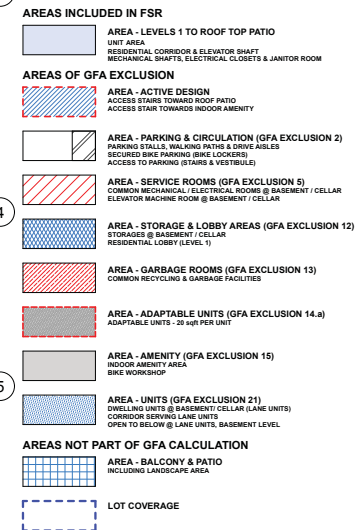 AREAS INCLUDED IN FSR
AREA - LEVELS 1 TO ROOF TOP PATIO
UNIT AREA
RESIDENTIAL CORRIDOR & ELEVATOR SHAFT
MECHANICAL SHAFTS, ELECTRICAL CLOSETS & JANITOR ROOM
AREAS OF GFA EXCLUSION
AREA - ACTIVE DESIGN
ACCESS STAIRS TOWARD ROOF PATIO
ACCESS STAIR TOWARDS INDOOR AMENITY
AREA - PARKING & CIRCULATION (GFA EXCLUSION 2)
PARKING STALLS, WALKING PATHS & DRIVE AISLES
SECURED BIKE PARKING (BIKE LOCKERS)
ACCESS TO PARKING (STAIRS & VESTIBULE)
AREA - SERVICE ROOMS (GFA EXCLUSION 5)
COMMON MECHANICAL / ELECTRICAL ROOMS @ BASEMENT / CELLAR
ELEVATOR MACHINE ROOM @ BASEMENT / CELLAR
4
AREA - STORAGE & LOBBY AREAS (GFA EXCLUSION 12)
STORAGES @ BASEMENT / CELLAR
RESIDENTIAL LOBBY (LEVEL 1)
AREA - GARBAGE ROOMS (GFA EXCLUSION 13)
COMMON RECYCLING & GARBAGE FACILITIES
AREA - ADAPTABLE UNITS (GFA EXCLUSION 14.a)
ADAPTABLE UNITS - 20 sqft PER UNIT
AREA - AMENITY (GFA EXCLUSION 15)
INDOOR AMENITY AREA
BIKE WORKSHOP
5
AREA - UNITS (GFA EXCLUSION 21)
DWELLING UNITS @ BASEMENT/ CELLAR (LANE UNITS)
CORRIDOR SERVING LANE UNITS
OPEN TO BELOW @ LANE UNITS, BASEMENT LEVEL
AREAS NOT PART OF GFA CALCULATION
AREA - BALCONY & PATIO
INCLUDING LANDSCAPE AREA
LOT COVERAGE